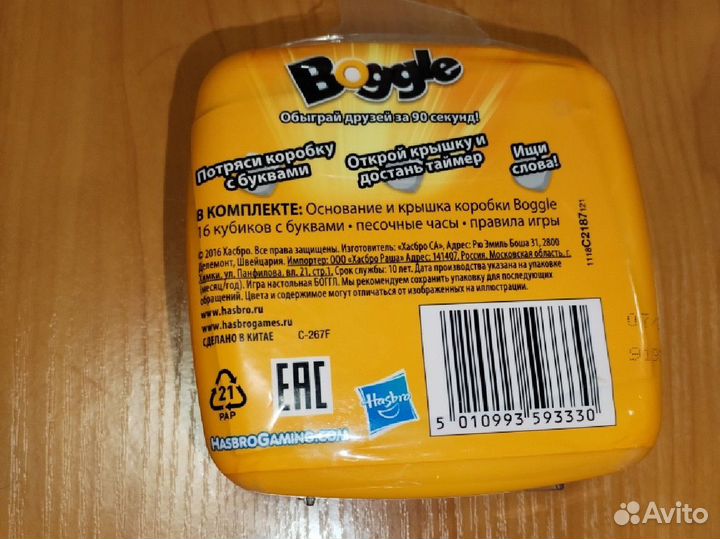 Boggle
Обыграй друзей за 90 секунд!
Потряси коробку
с буквами
Открой крышку и
достань таймер
Ищи
слова!
В КОМПЛЕКТЕ: Основание и крышка коробки Boggle
16 кубиков с буквами • песочные часы • правила игры
© 2016 Хасбро. Все права защищены. Изготовитель: «Хасбро СА», Адрес: Рю Эмиль Боша 31, 2800
Делемонт, Швейцария. Импортер: ООО «Хасбро Раша» Адрес: 141407, Россия, Московская область, г.
Химки, ул. Панфилова, вл. 21, стр.1. Срок службы: 10 лет. Дата производства указана на упаковке
(месяц/год). Игра настольная БОГГЛ. Мы рекомендуем сохранить упаковку для последующих
обращений. Цвета и содержимое могут отличаться от изображенных на иллюстрации.
www.hasbro.ru
www.hasbrogames.ru
СДЕЛАНО В КИТАЕ
C-267F
1118C2187121
21
PAP
EAC
Hasbro
HASBROGAMING.COM
5 010993 593330
Avito